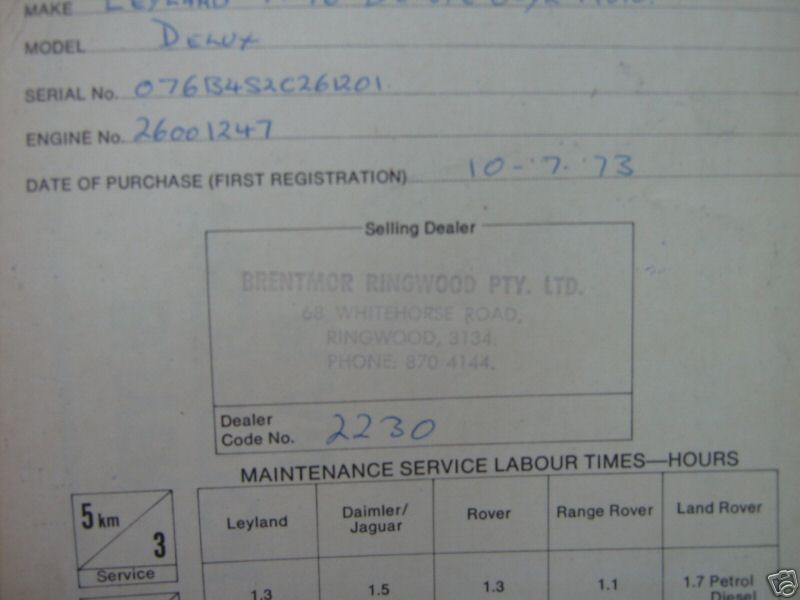 MAKE LEYLAND
MODEL Delux
SERIAL No. 076B4S2C261201
ENGINE No. 26001247
DATE OF PURCHASE (FIRST REGISTRATION) 10-7-73
Selling Dealer
BRENTMOR RINGWOOD PTY. LTD.
68 WHITEHORSE ROAD,
RINGWOOD, 3134.
PHONE: 870-4144.
Dealer
Code No. 2230
MAINTENANCE SERVICE LABOUR TIMES—HOURS
5 km
3
Service
Leyland
Daimler/
Jaguar
Rover
Range Rover
Land Rover
1.3
1.5
1.3
1.1
1.7 Petrol
Diesel